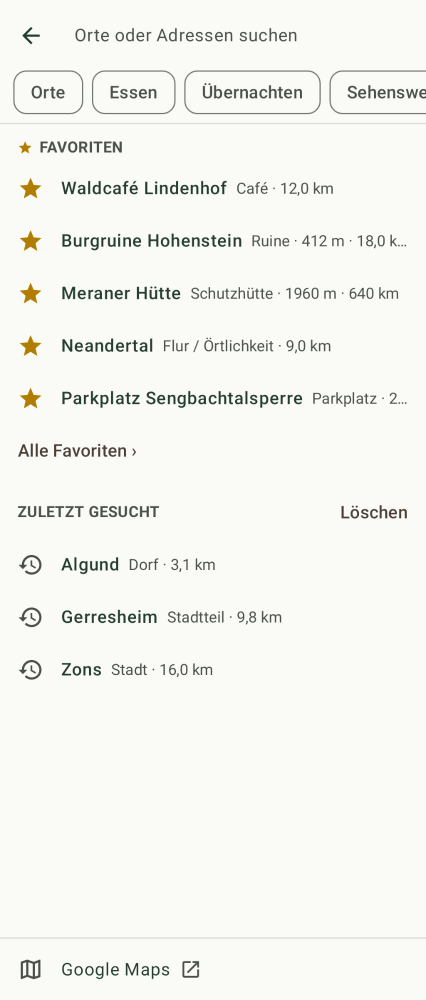 Orte oder Adressen suchen
Orte Essen Übernachten Sehenswe
FAVORITEN
Waldcafé Lindenhof Café · 12,0 km
Burgruine Hohenstein Ruine · 412 m · 18,0 k...
Meraner Hütte Schutzhütte · 1960 m · 640 km
Neandertal Flur / Örtlichkeit · 9,0 km
Parkplatz Sengbachtalsperre Parkplatz · 2...
Alle Favoriten ›
ZULETZT GESUCHT Löschen
Algund Dorf · 3,1 km
Gerresheim Stadtteil · 9,8 km
Zons Stadt · 16,0 km
Google Maps